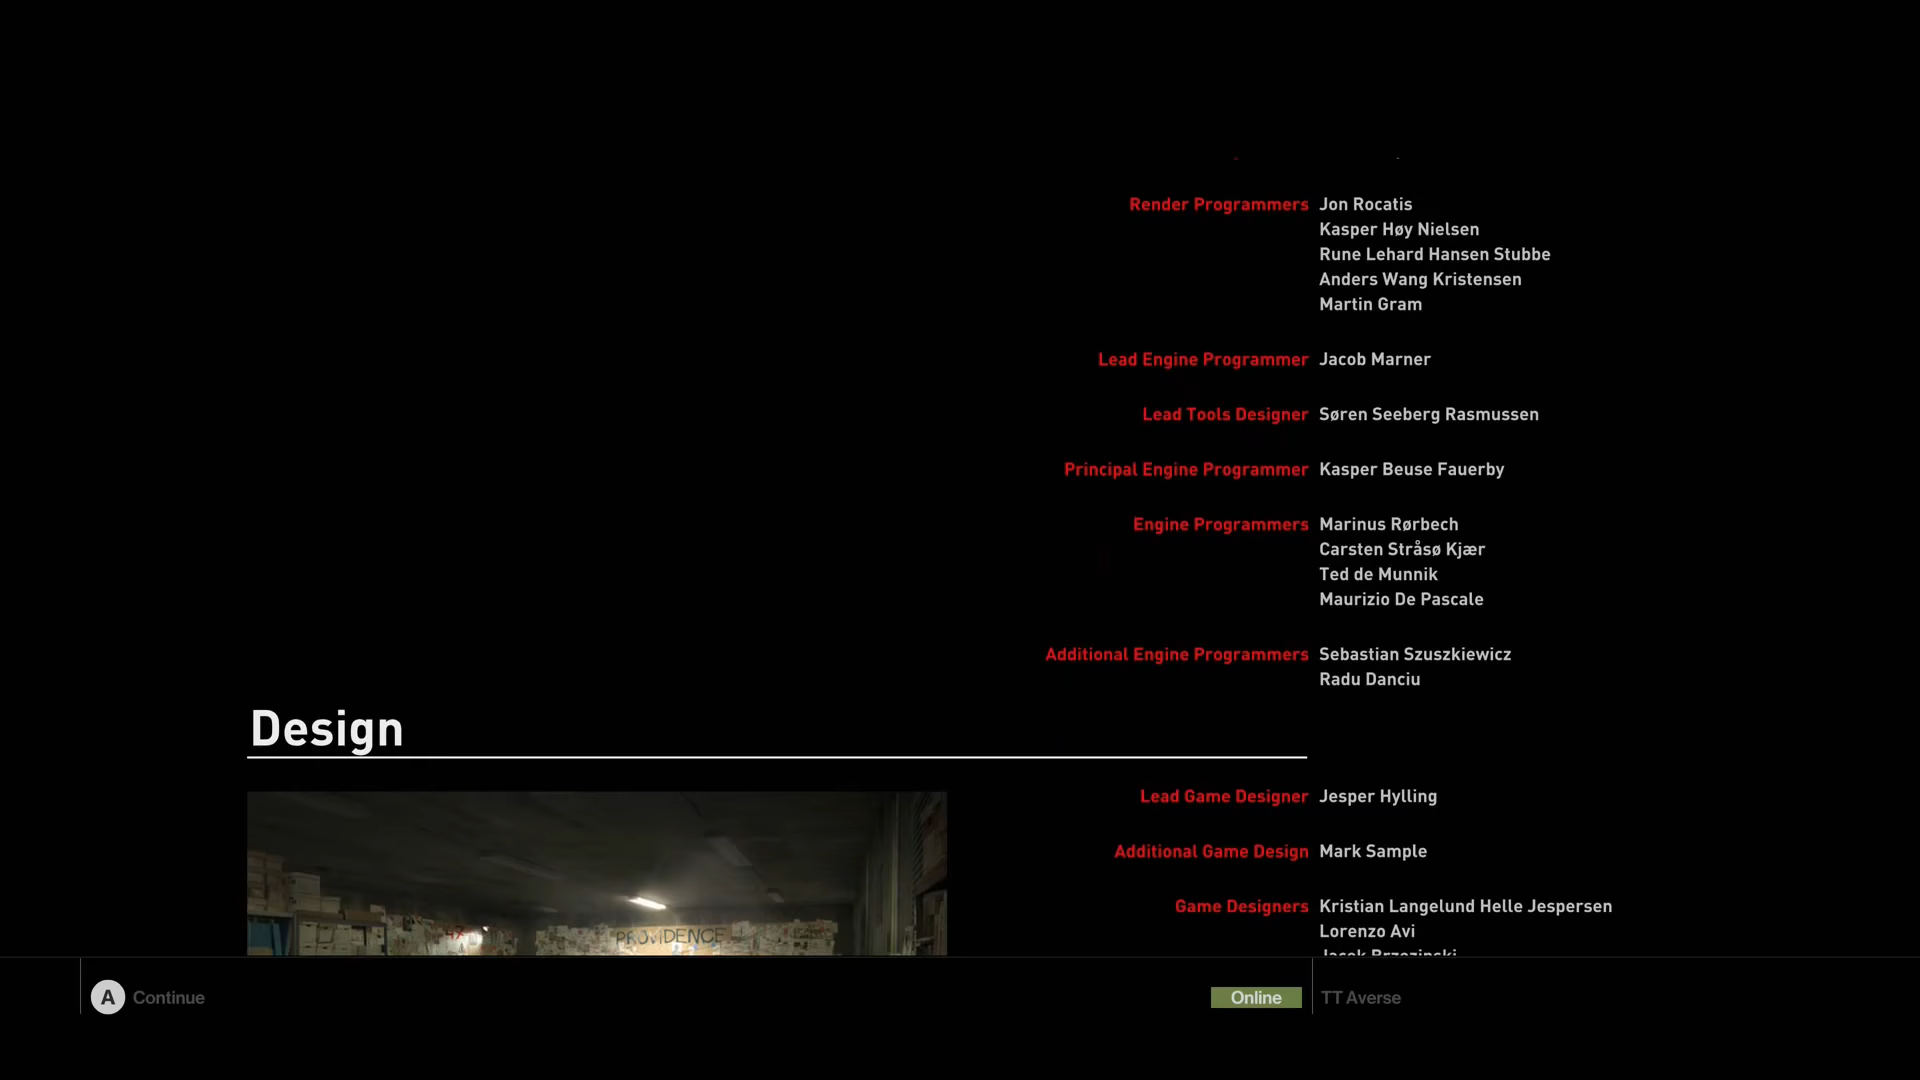 Render Programmers Jon Rocatis
Kasper Høy Nielsen
Rune Lehard Hansen Stubbe
Anders Wang Kristensen
Martin Gram
Lead Engine Programmer Jacob Marner
Lead Tools Designer Søren Seeberg Rasmussen
Principal Engine Programmer Kasper Beuse Fauerby
Engine Programmers Marinus Rørbech
Carsten Stråsø Kjær
Ted de Munnik
Maurizio De Pascale
Additional Engine Programmers Sebastian Szuszkiewicz
Radu Danciu
Design
Lead Game Designer Jesper Hylling
Additional Game Design Mark Sample
Game Designers Kristian Langelund Helle Jespersen
Lorenzo Avi
Jacek Brzezinski
47
PROVIDENCE
A Continue
Online
TT Averse